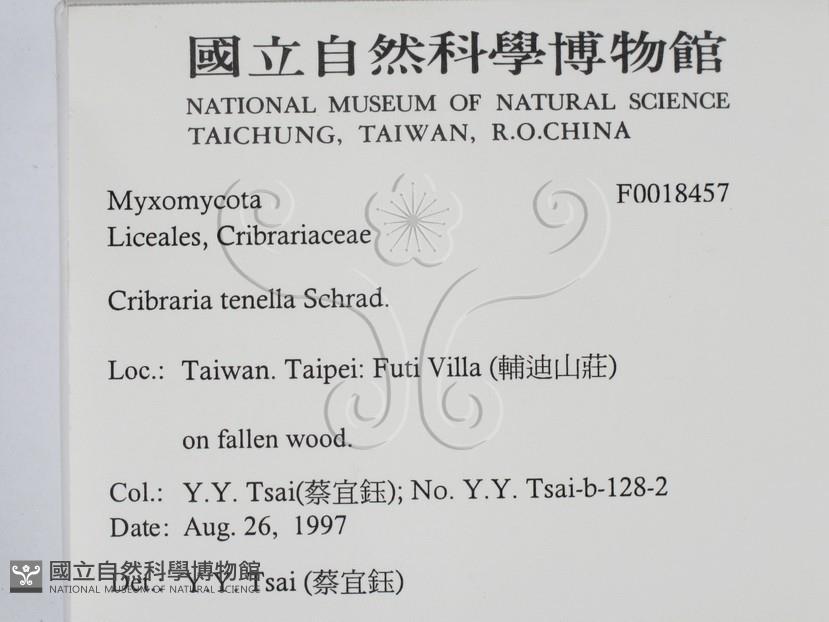 國立自然科學博物館
NATIONAL MUSEUM OF NATURAL SCIENCE
TAICHUNG, TAIWAN, R.O.CHINA
Myxomycota F0018457
Liceales, Cribrariaceae
Cribraria tenella Schrad.
Loc.: Taiwan. Taipei: Futi Villa (輔迪山莊)
on fallen wood.
Col.: Y.Y. Tsai(蔡宜鈺); No. Y.Y. Tsai-b-128-2
Date: Aug. 26, 1997
Det.: Y.Y. Tsai (蔡宜鈺)
國立自然科學博物館
NATIONAL MUSEUM OF NATURAL SCIENCE